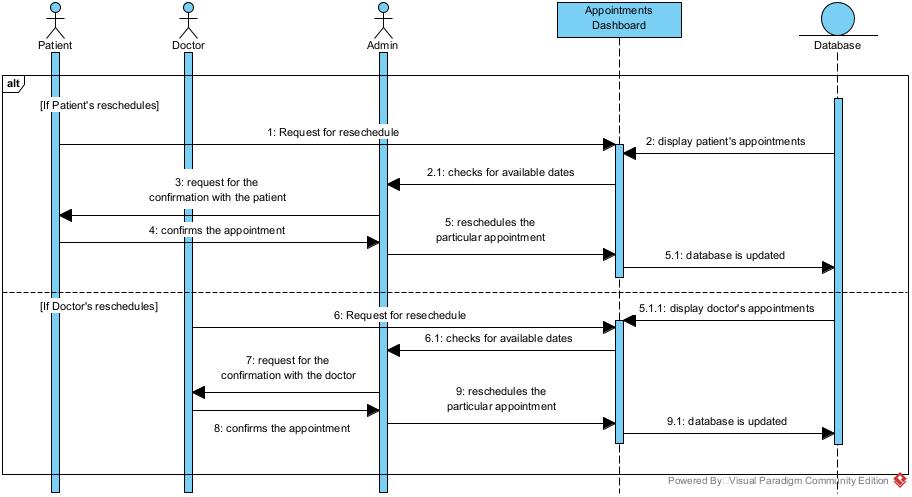 Appointments
Dashboard
Patient
Doctor
Admin
Database
alt
[If Patient's reschedules]
1: Request for resechedule
2: display patient's appointments
2.1: checks for available dates
3: request for the
confirmation with the patient
4: confirms the appointment
5: reschedules the
particular appointment
5.1: database is updated
[If Doctor's reschedules]
5.1.1: display doctor's appointments
6: Request for resechedule
6.1: checks for available dates
7: request for the
confirmation with the doctor
8: confirms the appointment
9: reschedules the
particular appointment
9.1: database is updated
Powered By Visual Paradigm Community Edition